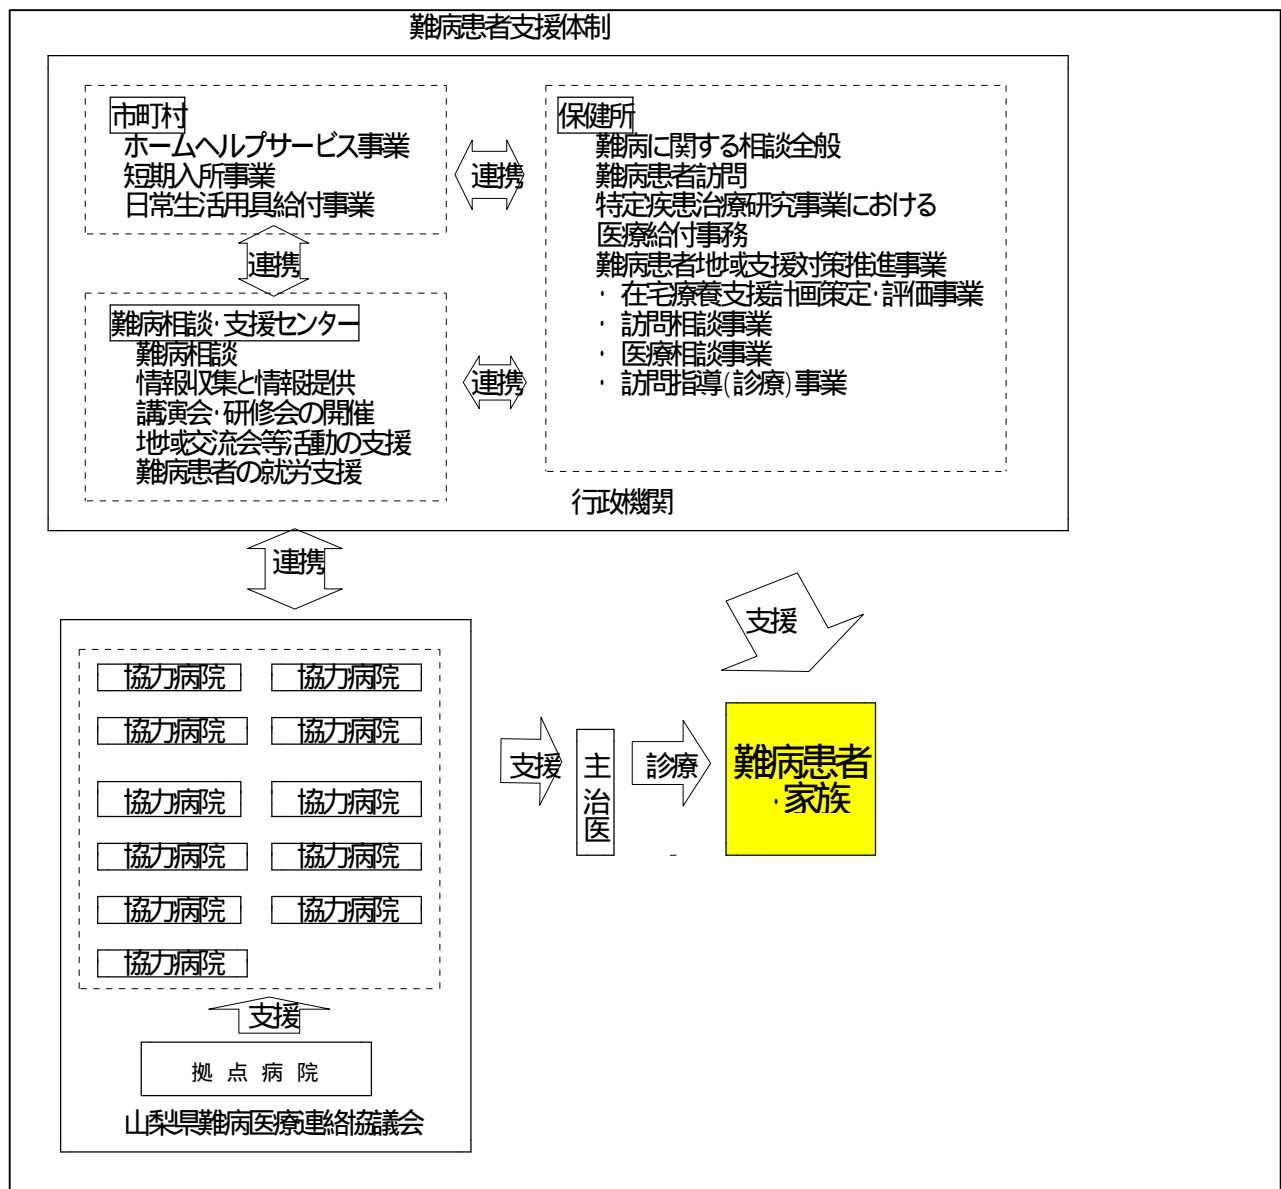 難病患者支援体制
市町村
ホームヘルプサービス事業
短期入所事業
日常生活用具給付事業
連携
保健所
難病に関する相談全般
難病患者訪問
特定疾患治療研究事業における
医療給付事務
難病患者地域支援対策推進事業
・在宅療養支援計画策定・評価事業
・訪問相談事業
・医療相談事業
・訪問指導(診療)事業
連携
難病相談・支援センター
難病相談
情報収集と情報提供
講演会・研修会の開催
地域交流会等活動の支援
難病患者の就労支援
連携
行政機関
連携
支援
協力病院
協力病院
協力病院
協力病院
協力病院
協力病院
協力病院
協力病院
協力病院
協力病院
協力病院
支援
拠点病院
山梨県難病医療連絡協議会
支援
主治医
診療
難病患者
・家族